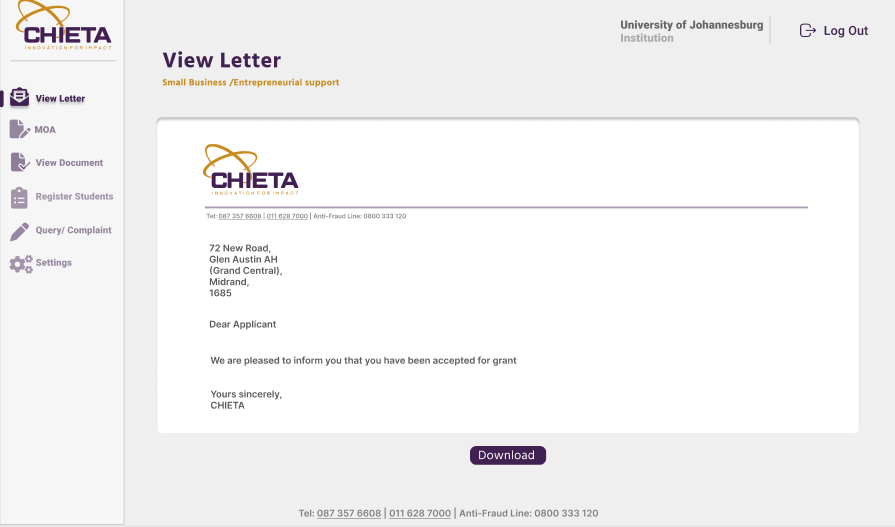 CHIETA
INNOVATION FOR IMPACT
University of Johannesburg
Institution
Log Out
View Letter
Small Business /Entrepreneurial support
View Letter
MOA
View Document
Register Students
Query/ Complaint
Settings
CHIETA
INNOVATION FOR IMPACT
Tel: 087 357 6608 | 011 628 7000 | Anti-Fraud Line: 0800 333 120
72 New Road,
Glen Austin AH
(Grand Central),
Midrand,
1685
Dear Applicant
We are pleased to inform you that you have been accepted for grant
Yours sincerely,
CHIETA
Download
Tel: 087 357 6608 | 011 628 7000 | Anti-Fraud Line: 0800 333 120